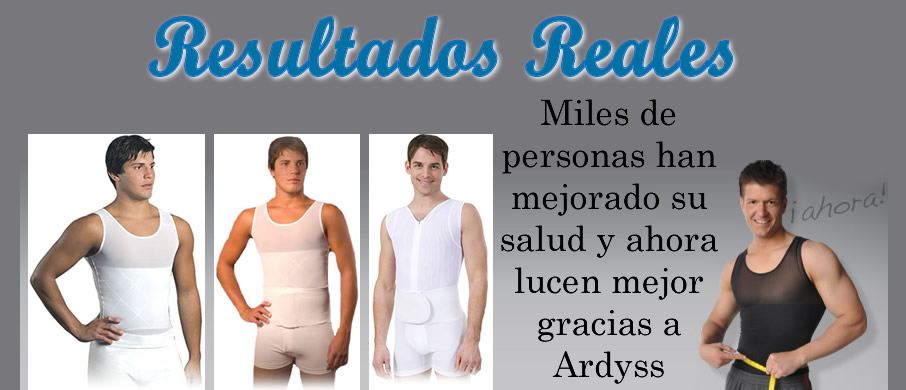 Resultados Reales
Miles de
personas han
mejorado su
salud y ahora
lucen mejor
gracias a
Ardyss
¡ahora!